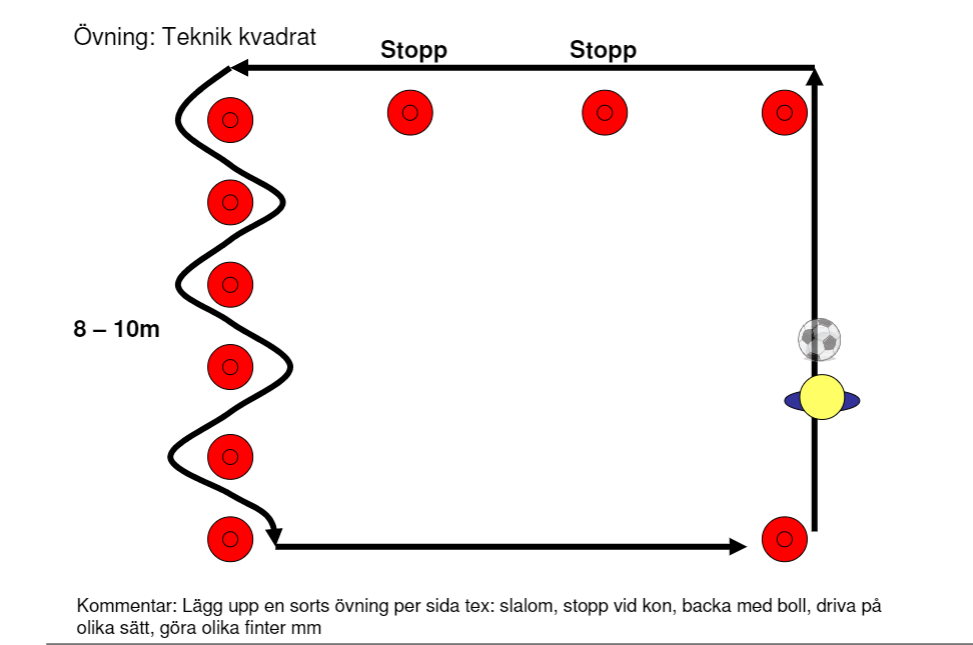 Övning: Teknik kvadrat
Stopp Stopp
8 – 10m
Kommentar: Lägg upp en sorts övning per sida tex: slalom, stopp vid kon, backa med boll, driva på
olika sätt, göra olika finter mm